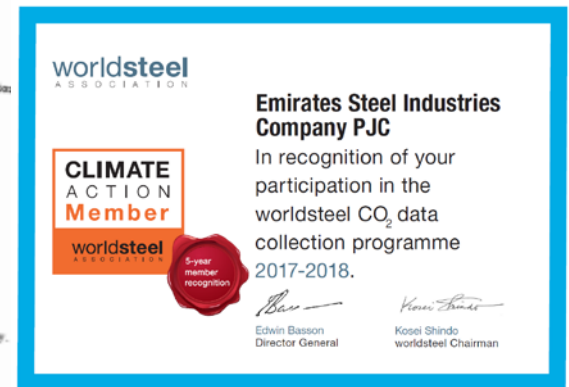 worldsteel
ASSOCIATION
Emirates Steel Industries
Company PJC
In recognition of your
participation in the
worldsteel CO2 data
collection programme
2017-2018.
CLIMATE
ACTION
Member
worldsteel
ASSOCIATION
5-year
member
recognition
Edwin Basson
Director General
Kosei Shindo
worldsteel Chairman